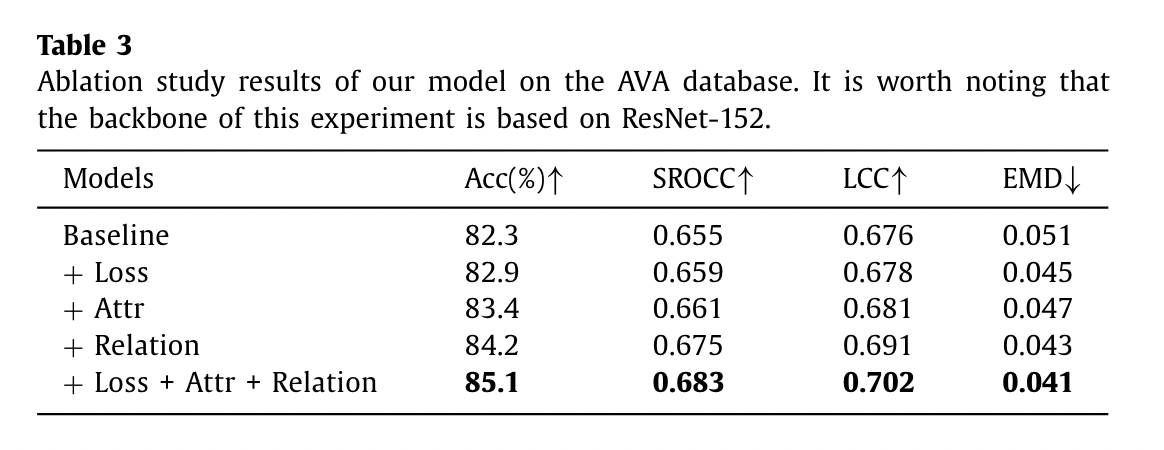 Table 3
Ablation study results of our model on the AVA database. It is worth noting that
the backbone of this experiment is based on ResNet-152.
Models Acc(%)↑ SROCC↑ LCC↑ EMD↓
Baseline 82.3 0.655 0.676 0.051
+ Loss 82.9 0.659 0.678 0.045
+ Attr 83.4 0.661 0.681 0.047
+ Relation 84.2 0.675 0.691 0.043
+ Loss + Attr + Relation 85.1 0.683 0.702 0.041